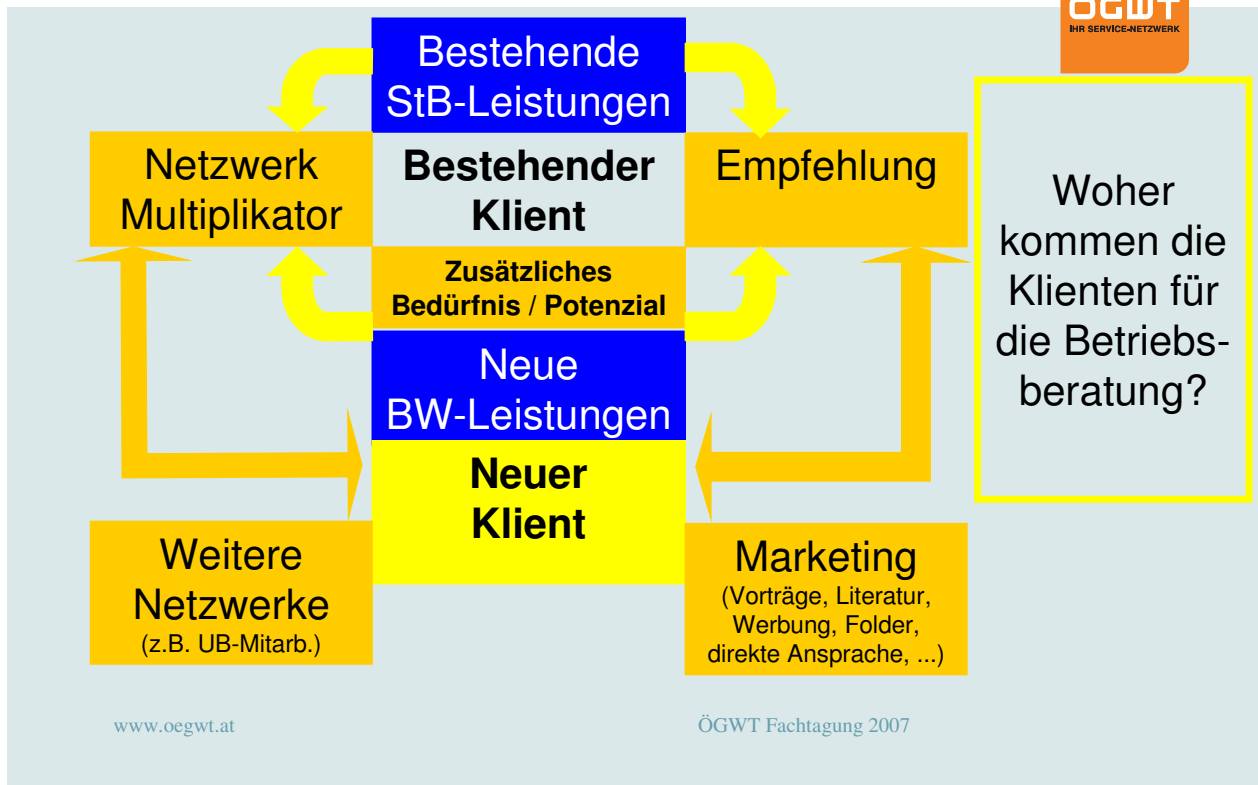 ÖGWT
IHR SERVICE-NETZWERK
Bestehende
StB-Leistungen
Netzwerk
Multiplikator
Bestehender
Klient
Empfehlung
Zusätzliches
Bedürfnis / Potenzial
Neue
BW-Leistungen
Neuer
Klient
Weitere
Netzwerke
(z.B. UB-Mitarb.)
Marketing
(Vorträge, Literatur,
Werbung, Folder,
direkte Ansprache, ...)
Woher
kommen die
Klienten für
die Betriebs-
beratung?
www.oegwt.at
ÖGWT Fachtagung 2007